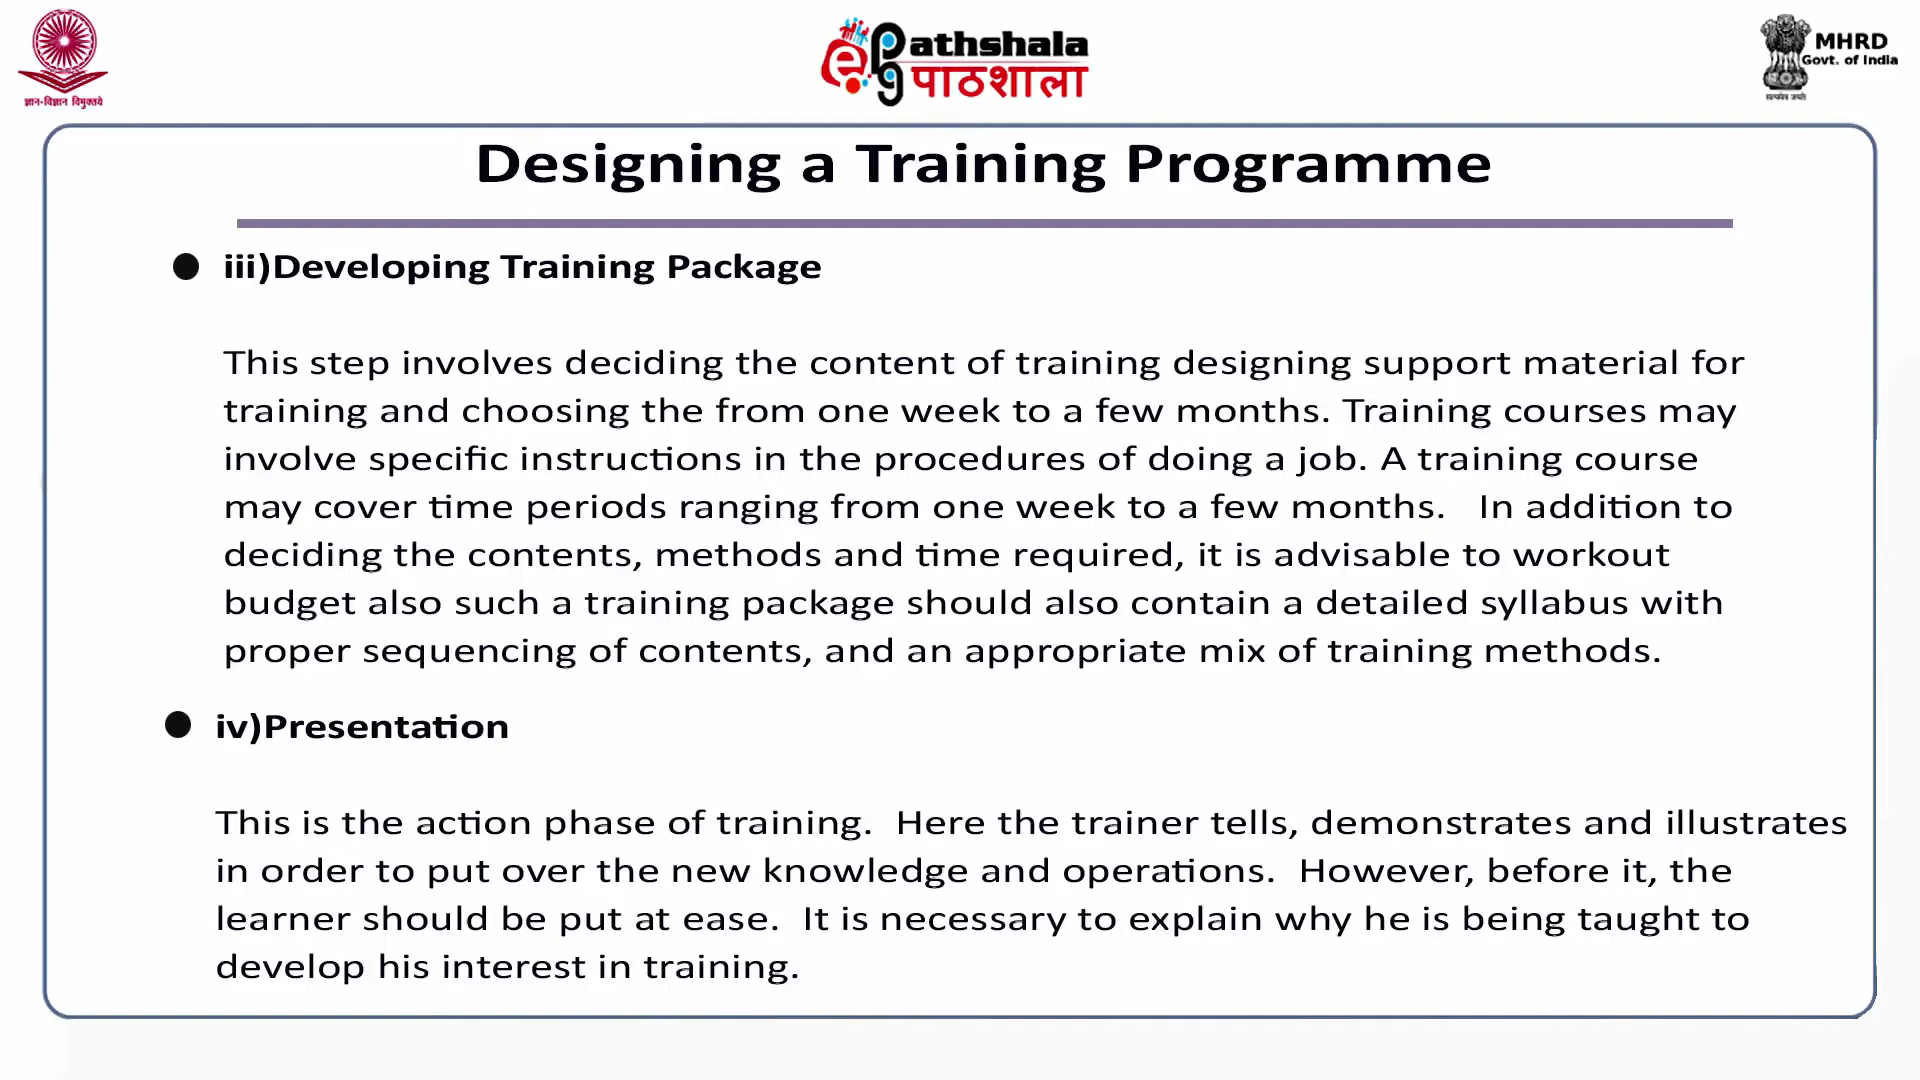 ज्ञान-विज्ञान विमुक्तये
e pg Pathshala
पाठशाला
MHRD
Govt. of India
सत्यमेव जयते
Designing a Training Programme
● iii)Developing Training Package
This step involves deciding the content of training designing support material for
training and choosing the from one week to a few months. Training courses may
involve specific instructions in the procedures of doing a job. A training course
may cover time periods ranging from one week to a few months.   In addition to
deciding the contents, methods and time required, it is advisable to workout
budget also such a training package should also contain a detailed syllabus with
proper sequencing of contents, and an appropriate mix of training methods.
● iv)Presentation
This is the action phase of training.  Here the trainer tells, demonstrates and illustrates
in order to put over the new knowledge and operations.  However, before it, the
learner should be put at ease.  It is necessary to explain why he is being taught to
develop his interest in training.